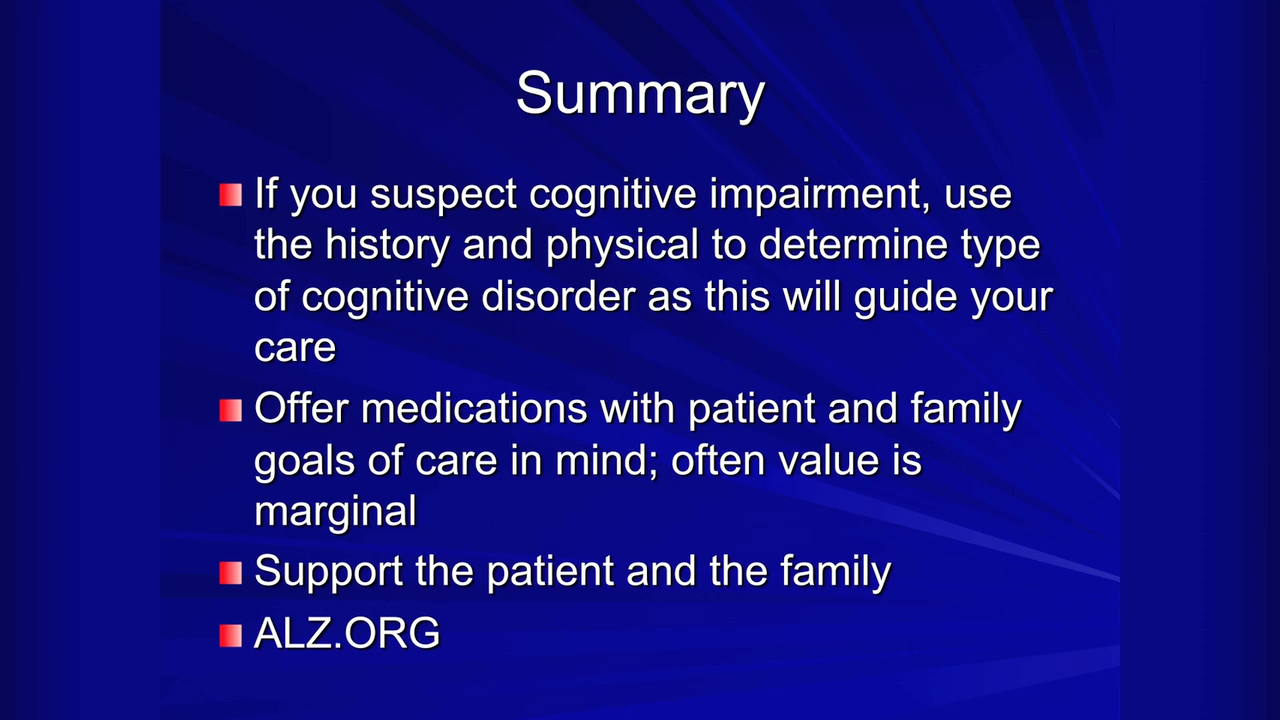 Summary
If you suspect cognitive impairment, use
the history and physical to determine type
of cognitive disorder as this will guide your
care
Offer medications with patient and family
goals of care in mind; often value is
marginal
Support the patient and the family
ALZ.ORG